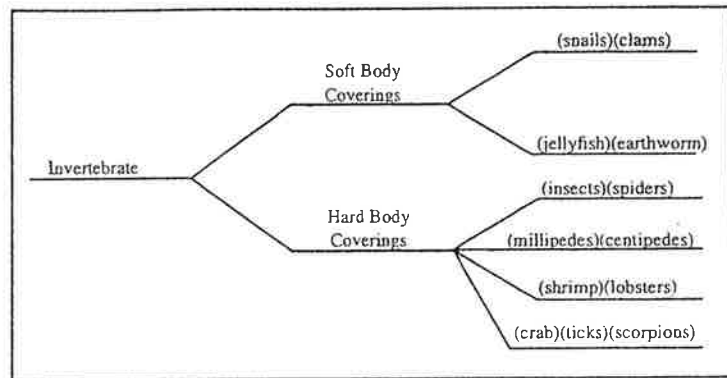 (snails)(clams)
Soft Body
Coverings
(jellyfish)(earthworm)
Invertebrate
(insects)(spiders)
Hard Body
Coverings
(millipedes)(centipedes)
(shrimp)(lobsters)
(crab)(ticks)(scorpions)